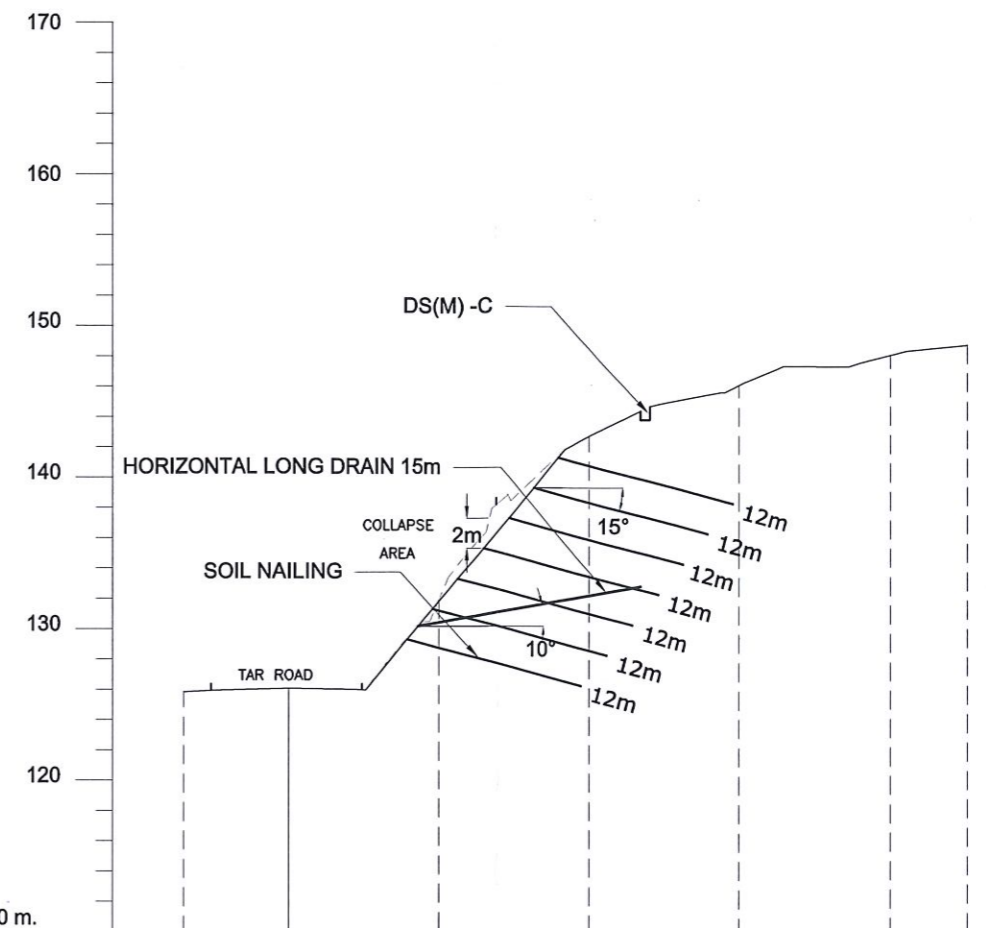 170
160
150
DS(M) -C
140
HORIZONTAL LONG DRAIN 15m
12m
15°
COLLAPSE
2m
12m
AREA
12m
SOIL NAILING
12m
130
12m
10°
12m
TAR ROAD
12m
120
0 m.